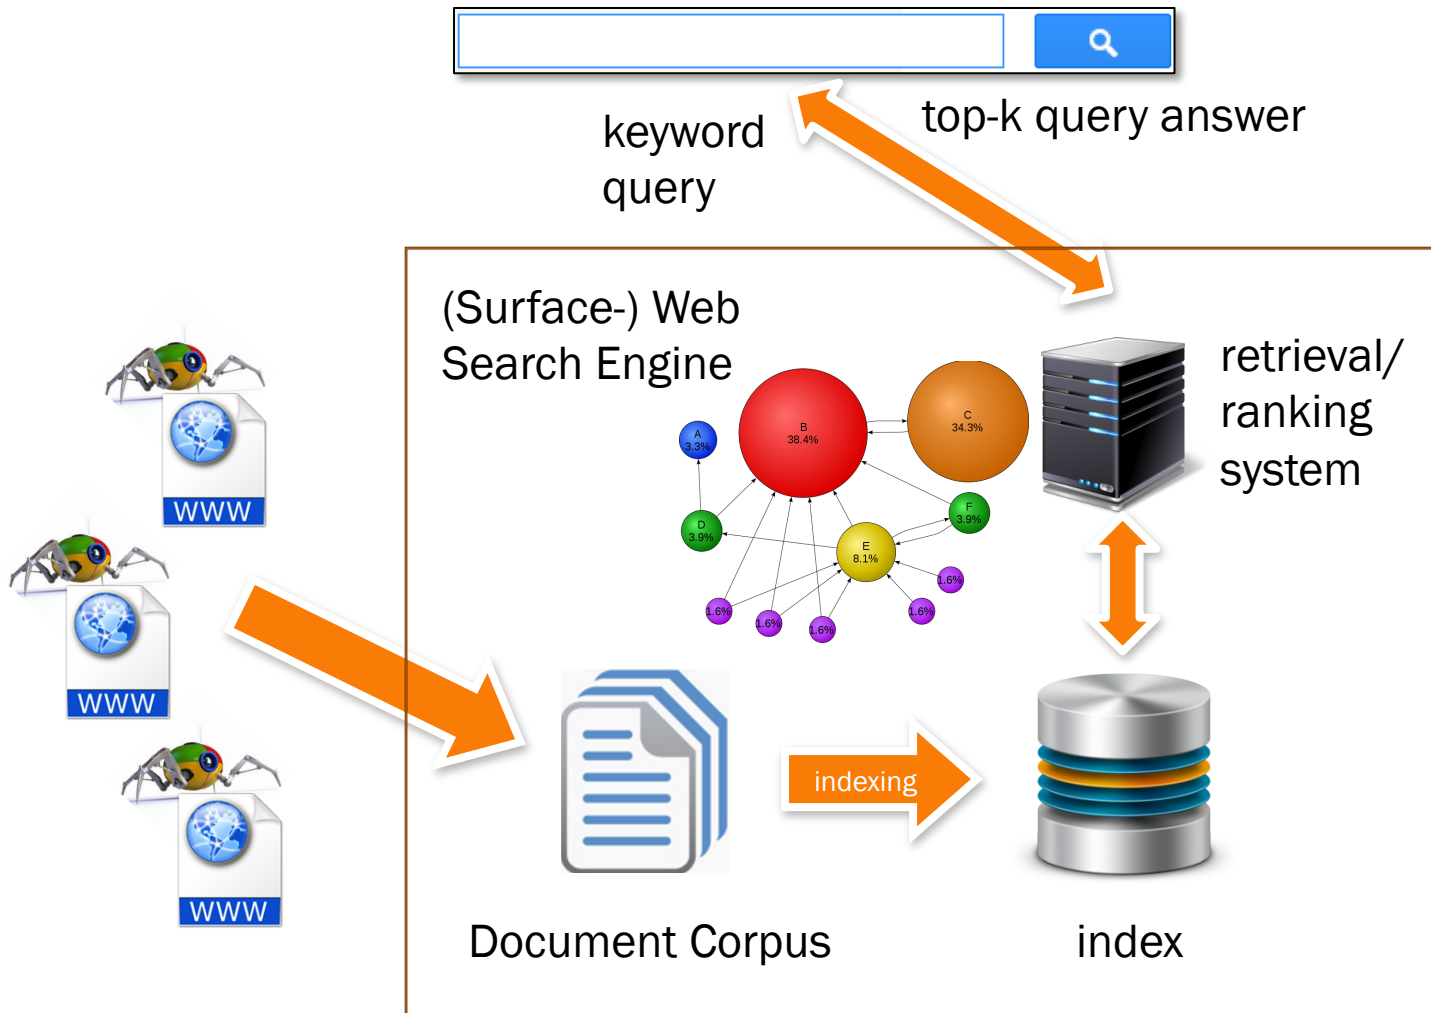 keyword
query
top-k query answer
(Surface-) Web
Search Engine
retrieval/
ranking
system
A
3.3%
B
38.4%
C
34.3%
D
3.9%
E
8.1%
F
3.9%
1.6%
1.6%
1.6%
1.6%
1.6%
WWW
WWW
WWW
indexing
Document Corpus
index